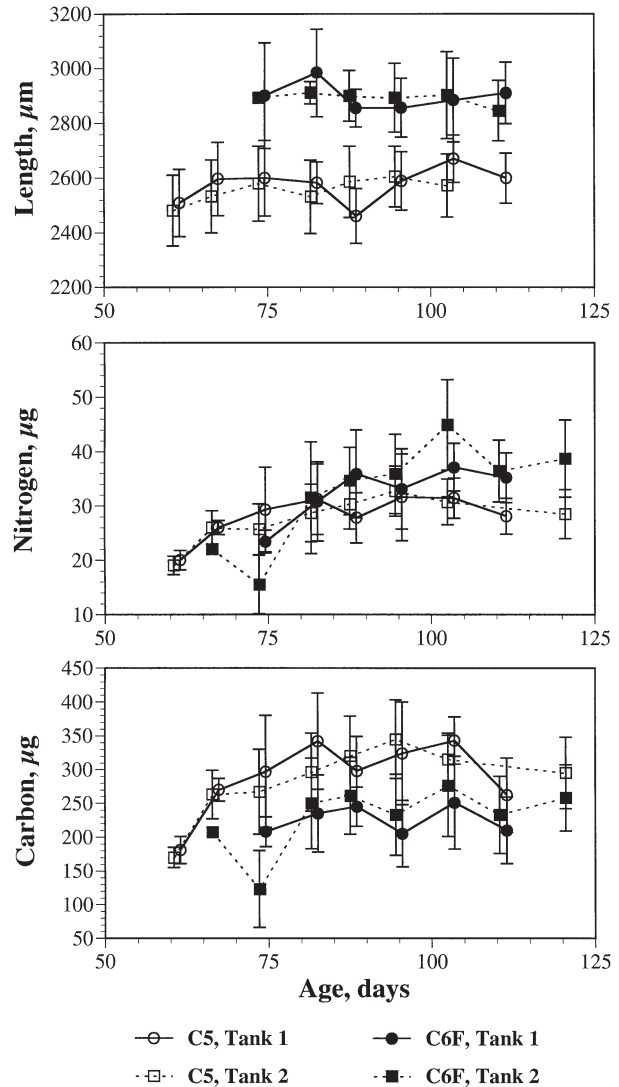 3200
3000
2800
2600
2400
2200
Length, µm
50 75 100 125
60
50
40
30
20
10
Nitrogen, µg
50 75 100 125
450
400
350
300
250
200
150
100
50
Carbon, µg
50 75 100 125
Age, days
C5, Tank 1 C6F, Tank 1
C5, Tank 2 C6F, Tank 2